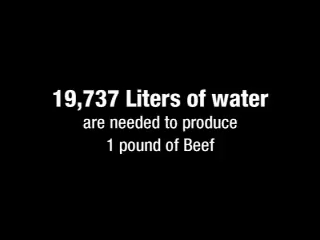 19,737 Liters of water
are needed to produce
1 pound of Beef